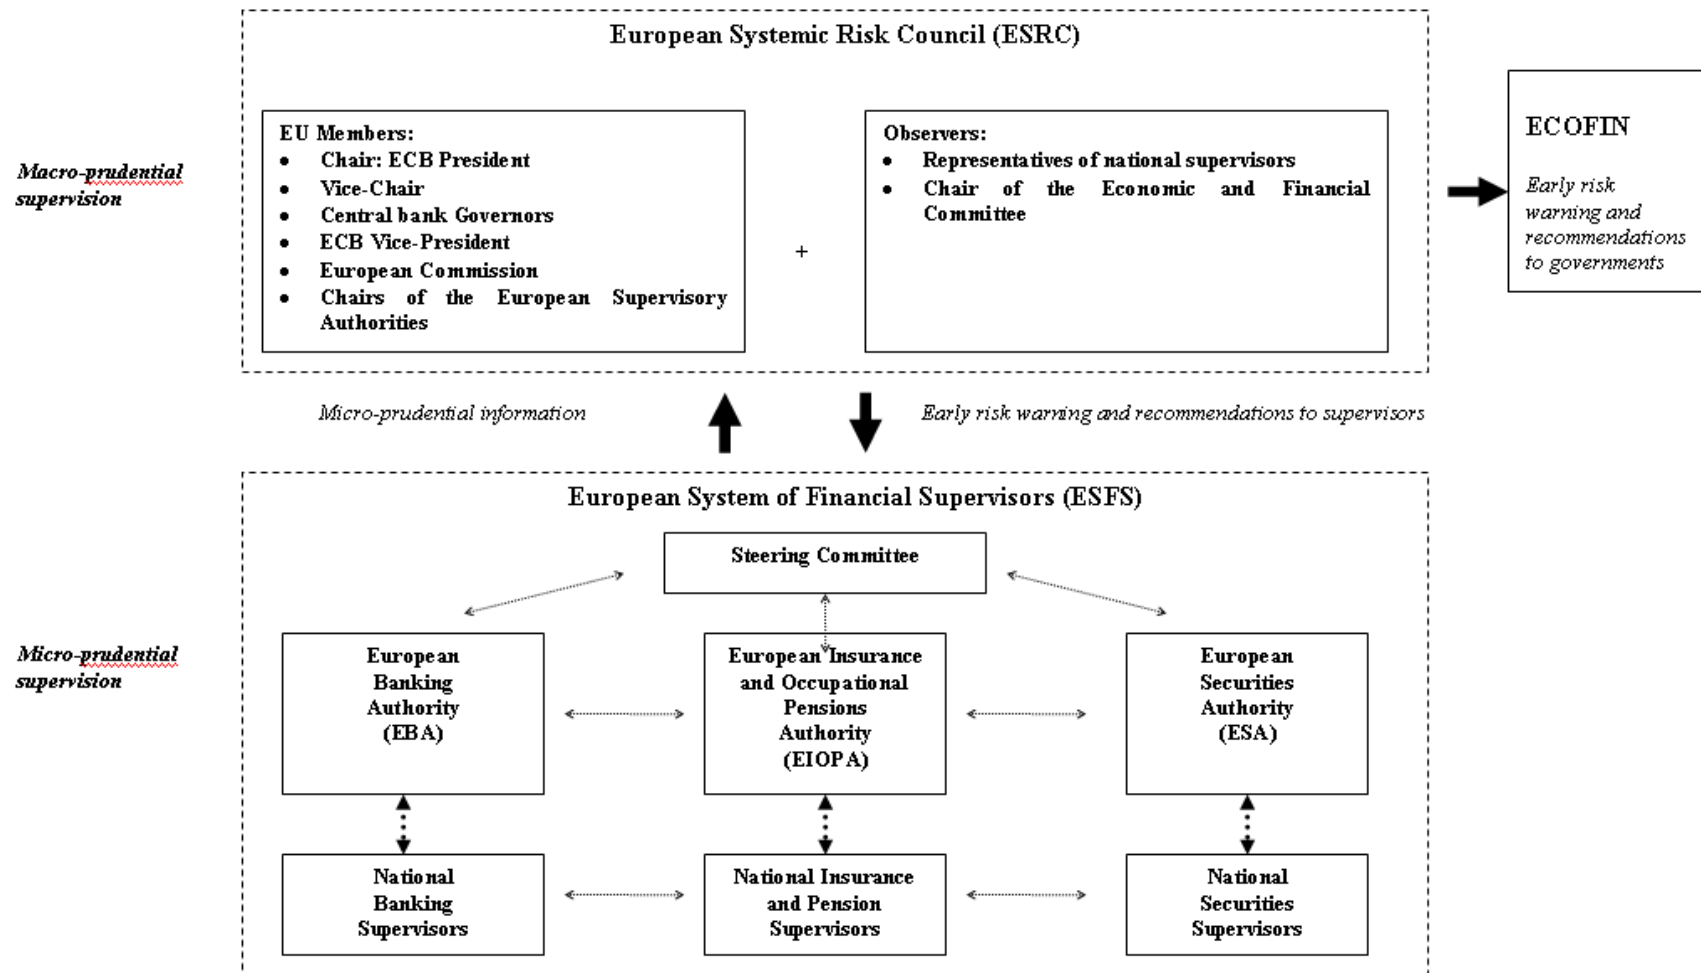 European Systemic Risk Council (ESRC)
Macro-prudential
supervision
EU Members:
● Chair: ECB President
● Vice-Chair
● Central bank Governors
● ECB Vice-President
● European Commission
● Chairs of the European Supervisory
Authorities
+
Observers:
● Representatives of national supervisors
● Chair of the Economic and Financial
Committee
ECOFIN
Early risk
warning and
recommendations
to governments
Micro-prudential information
Early risk warning and recommendations to supervisors
European System of Financial Supervisors (ESFS)
Steering Committee
Micro-prudential
supervision
European
Banking
Authority
(EBA)
European Insurance
and Occupational
Pensions
Authority
(EIOPA)
European
Securities
Authority
(ESA)
National
Banking
Supervisors
National Insurance
and Pension
Supervisors
National
Securities
Supervisors